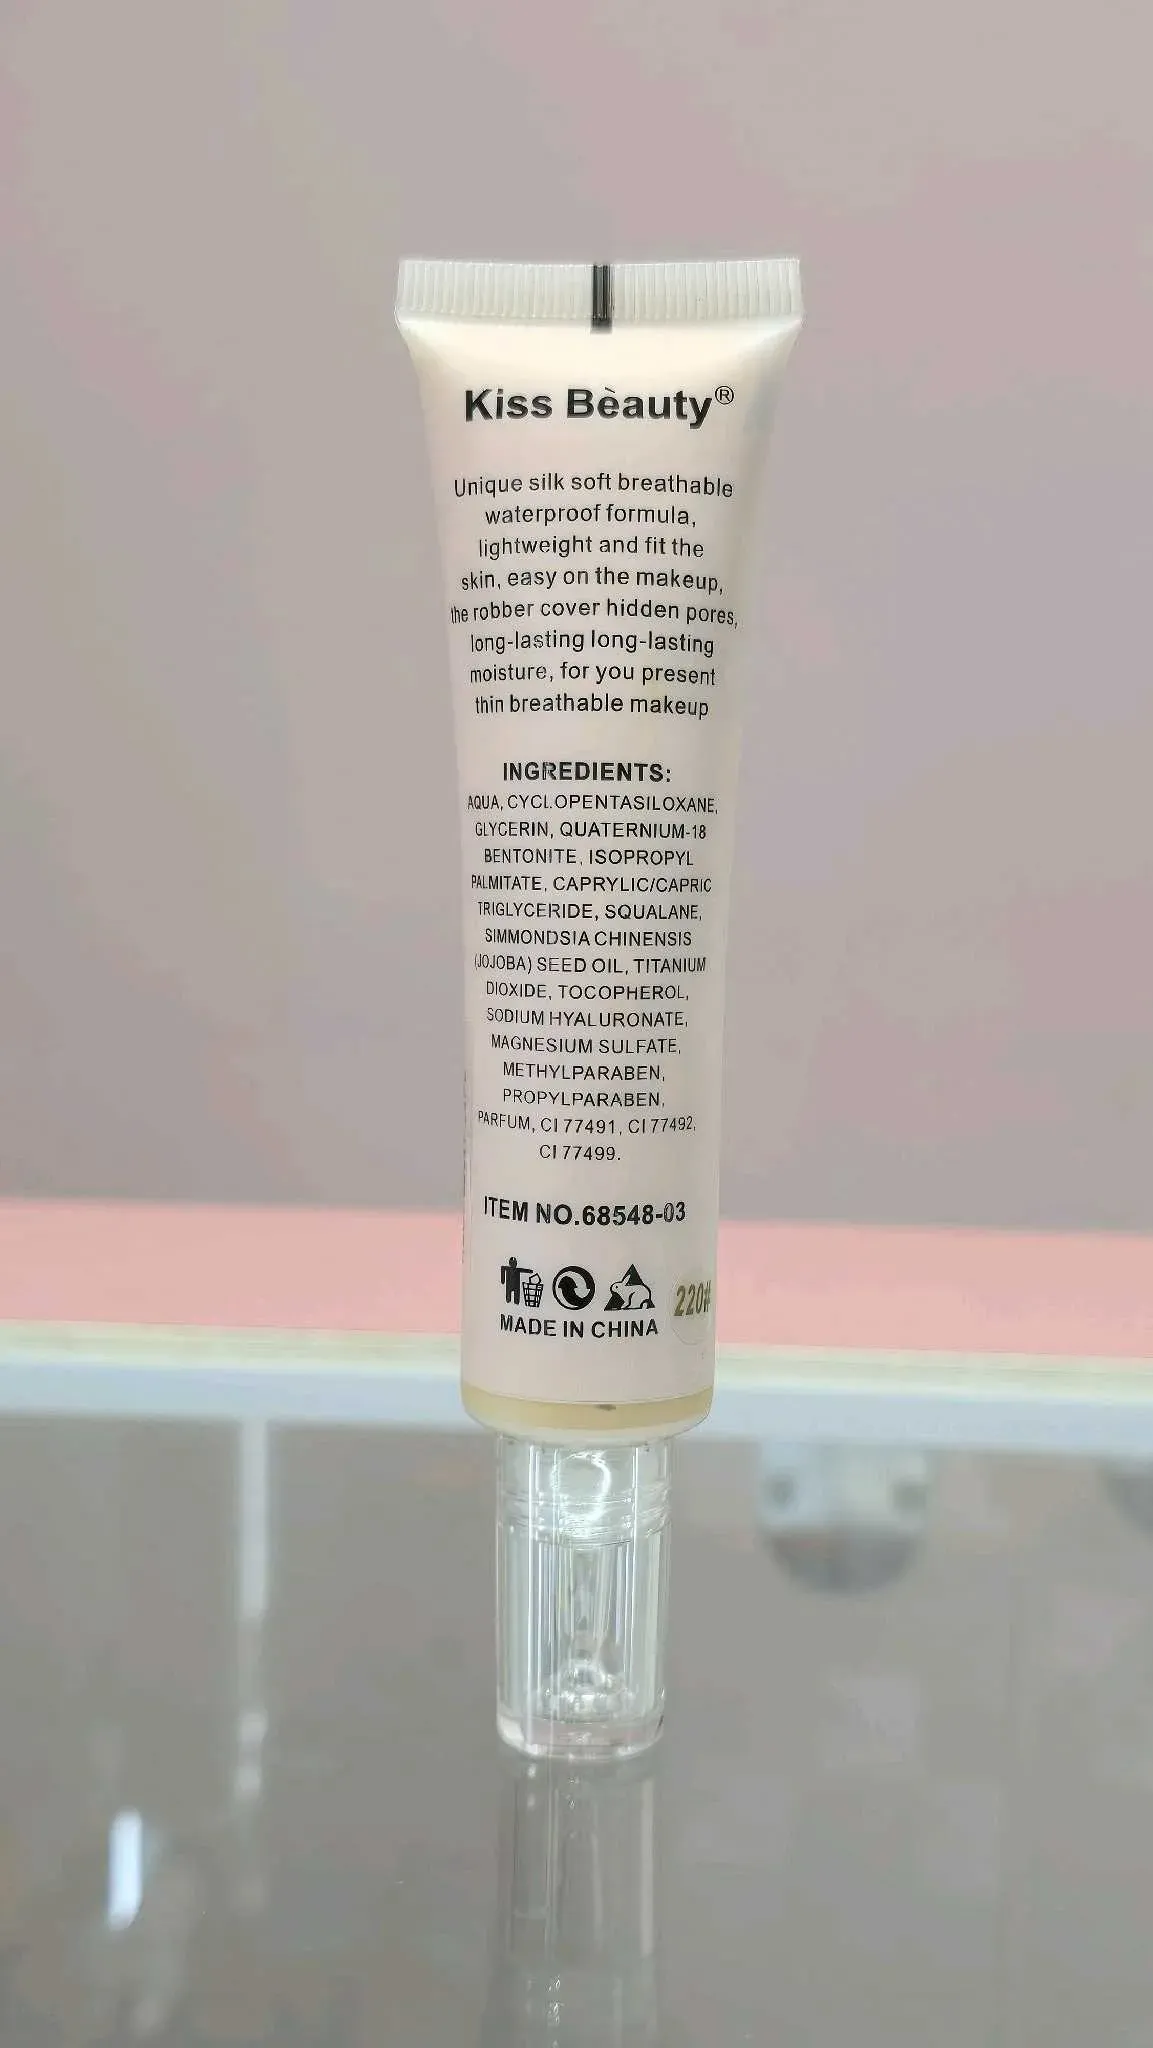 Kiss Bèauty®
Unique silk soft breathable
waterproof formula,
lightweight and fit the
skin, easy on the makeup,
the robber cover hidden pores,
long-lasting long-lasting
moisture, for you present
thin breathable makeup
INGREDIENTS:
AQUA, CYCLOPENTASILOXANE,
GLYCERIN, QUATERNIUM-18
BENTONITE, ISOPROPYL
PALMITATE, CAPRYLIC/CAPRIC
TRIGLYCERIDE, SQUALANE,
SIMMONDSIA CHINENSIS
(JOJOBA) SEED OIL, TITANIUM
DIOXIDE, TOCOPHEROL,
SODIUM HYALURONATE,
MAGNESIUM SULFATE,
METHYLPARABEN,
PROPYLPARABEN,
PARFUM, CI 77491, CI 77492,
CI 77499.
ITEM NO.68548-03
220#
MADE IN CHINA